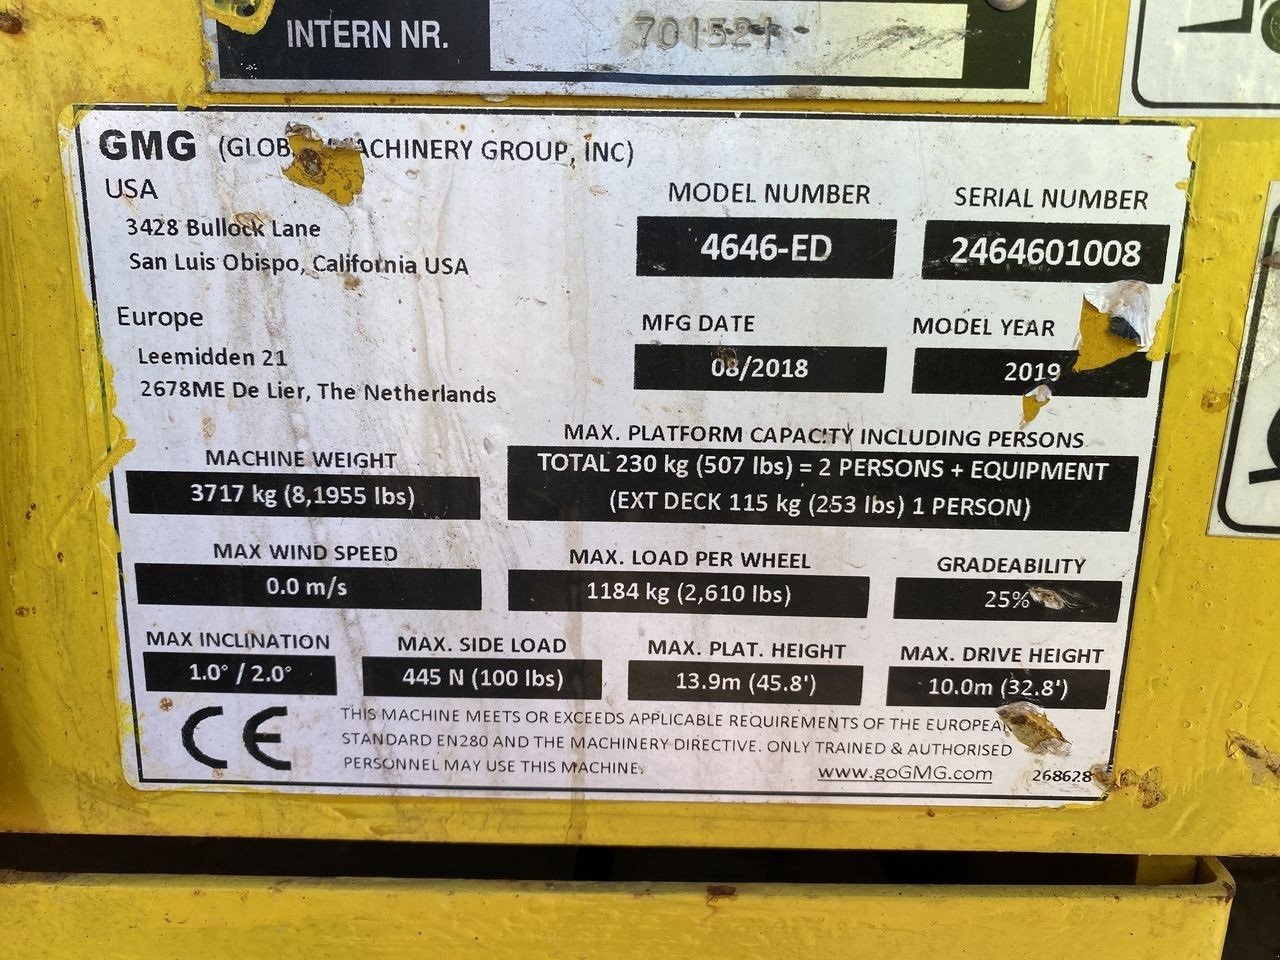 INTERN NR. 701521
GMG (GLOB ACHINERY GROUP, INC)
USA
3428 Bullock Lane
San Luis Obispo, California USA
Europe
Leemidden 21
2678ME De Lier, The Netherlands
MODEL NUMBER
4646-ED
SERIAL NUMBER
2464601008
MFG DATE
08/2018
MODEL YEAR
2019
MAX. PLATFORM CAPACITY INCLUDING PERSONS
TOTAL 230 kg (507 lbs) = 2 PERSONS + EQUIPMENT
(EXT DECK 115 kg (253 lbs) 1 PERSON)
MACHINE WEIGHT
3717 kg (8,1955 lbs)
MAX WIND SPEED
0.0 m/s
MAX. LOAD PER WHEEL
1184 kg (2,610 lbs)
GRADEABILITY
25%
MAX INCLINATION
1.0° / 2.0°
MAX. SIDE LOAD
445 N (100 lbs)
MAX. PLAT. HEIGHT
13.9m (45.8')
MAX. DRIVE HEIGHT
10.0m (32.8')
CE
THIS MACHINE MEETS OR EXCEEDS APPLICABLE REQUIREMENTS OF THE EUROPEA
STANDARD EN280 AND THE MACHINERY DIRECTIVE. ONLY TRAINED & AUTHORISED
PERSONNEL MAY USE THIS MACHINE.
www.goGMG.com
268628